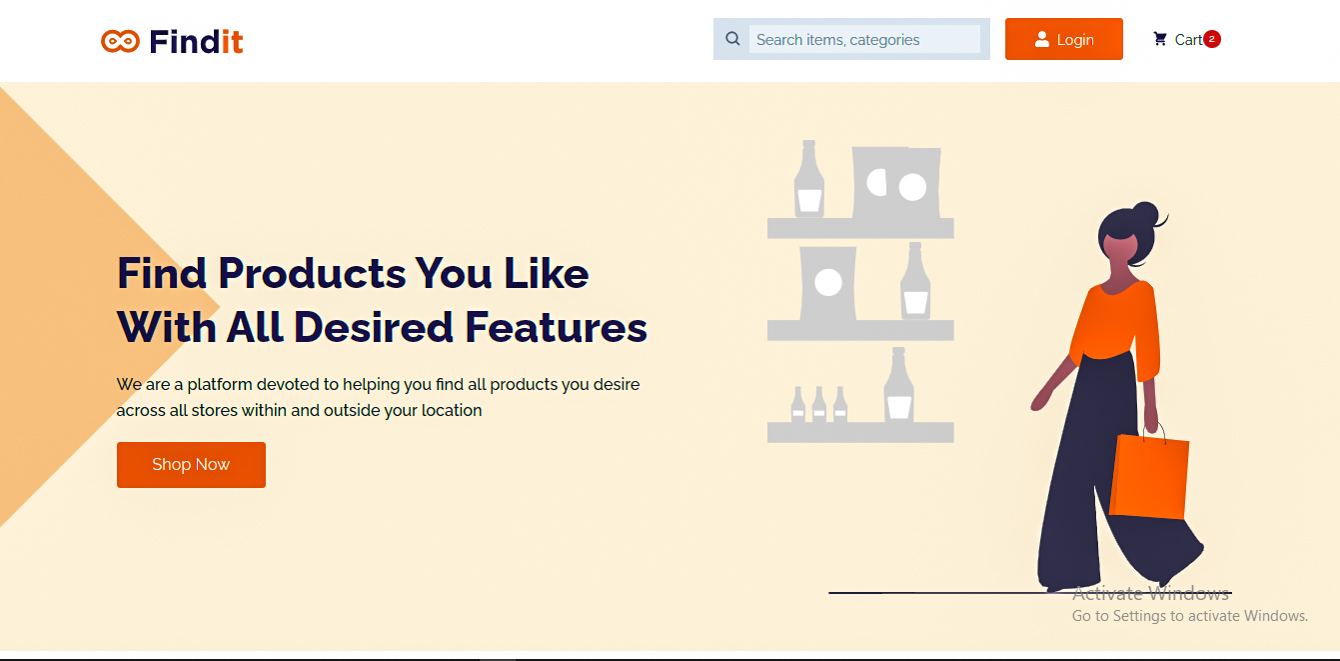 Findit
Search items, categories
Login
Cart 2
Find Products You Like
With All Desired Features
We are a platform devoted to helping you find all products you desire
across all stores within and outside your location
Shop Now
Activate Windows
Go to Settings to activate Windows.